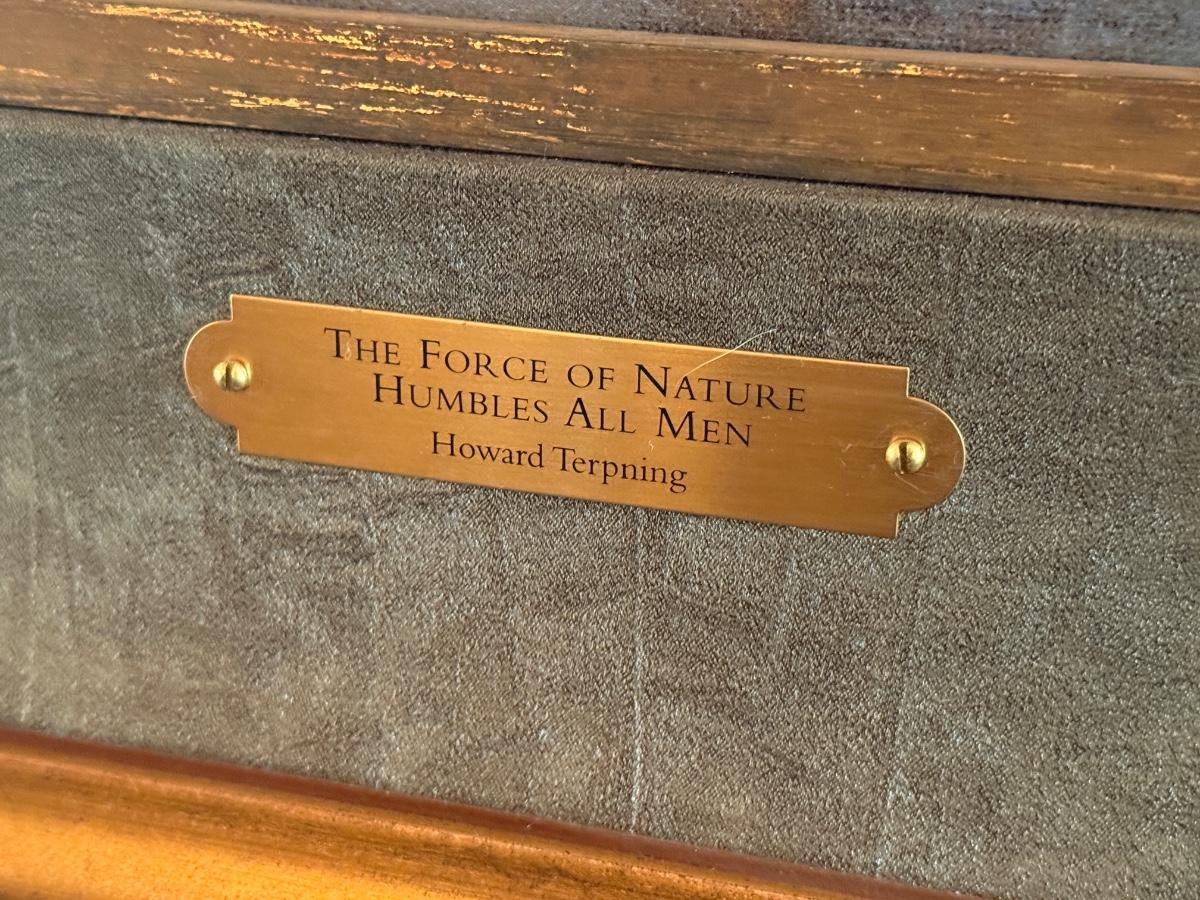 The Force of Nature
Humbles All Men
Howard Terpning